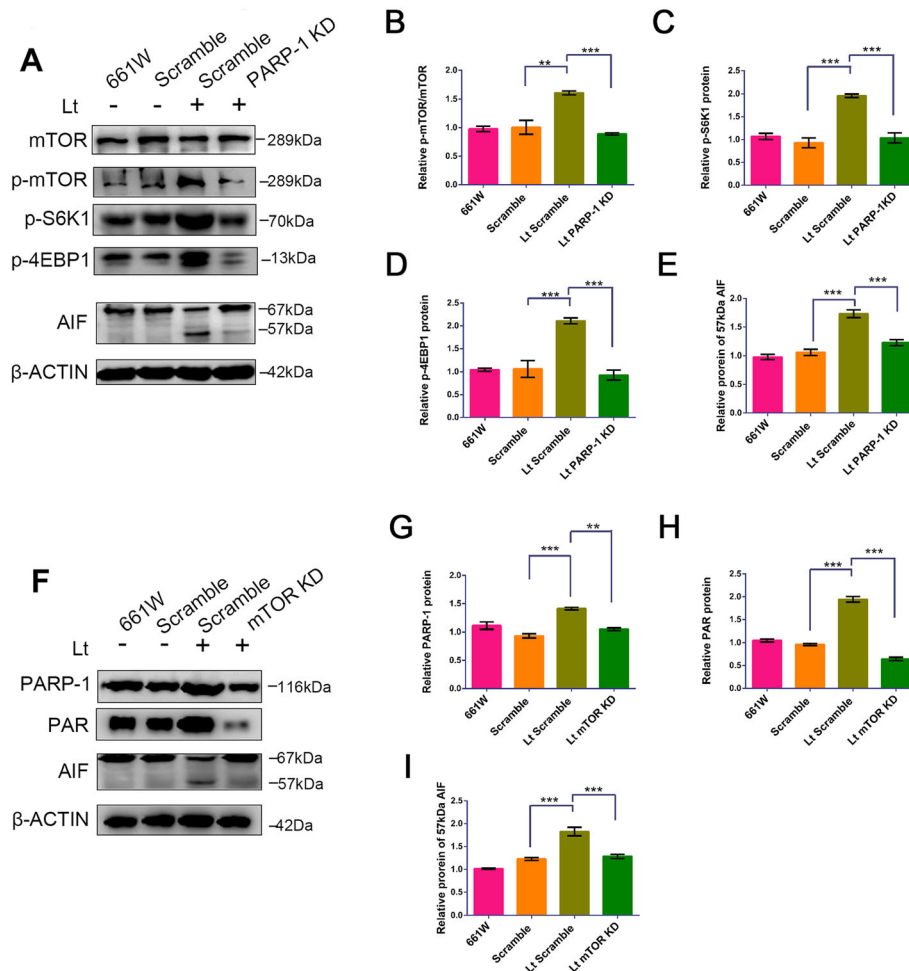 A
661W
Scramble
Scramble
PARP-1 KD
Lt - - + +
mTOR -289kDa
p-mTOR -289kDa
p-S6K1 -70kDa
p-4EBP1 -13kDa
AIF -67kDa
-57kDa
β-ACTIN -42kDa
B
Relative p-mTOR/mTOR
2.0
1.5
1.0
0.5
0.0
** ***
661W
Scramble
Lt Scramble
Lt PARP-1 KD
C
Relative p-S6K1 protein
2.5
2.0
1.5
1.0
0.5
0.0
*** ***
661W
Scramble
Lt Scramble
Lt PARP-1KD
D
Relative p-4EBP1 protein
2.5
2.0
1.5
1.0
0.5
0.0
*** ***
661W
Scramble
Lt Scramble
Lt PARP-1 KD
E
Relative prorein of 57kDa AIF
2.0
1.5
1.0
0.5
0.0
*** ***
661W
Scramble
Lt Scramble
Lt PARP-1 KD
F
661W
Scramble
Scramble
mTOR KD
Lt - - + +
PARP-1 -116kDa
PAR
AIF -67kDa
-57kDa
β-ACTIN -42Da
G
Relative PARP-1 protein
2.0
1.5
1.0
0.5
0.0
*** **
661W
Scramble
Lt Scramble
Lt mTOR KD
H
Relative PAR protein
2.5
2.0
1.5
1.0
0.5
0.0
*** ***
661W
Scramble
Lt Scramble
Lt mTOR KD
I
Relative prorein of 57kDa AIF
2.5
2.0
1.5
1.0
0.5
0.0
*** ***
661W
Scramble
Lt Scramble
Lt mTOR KD